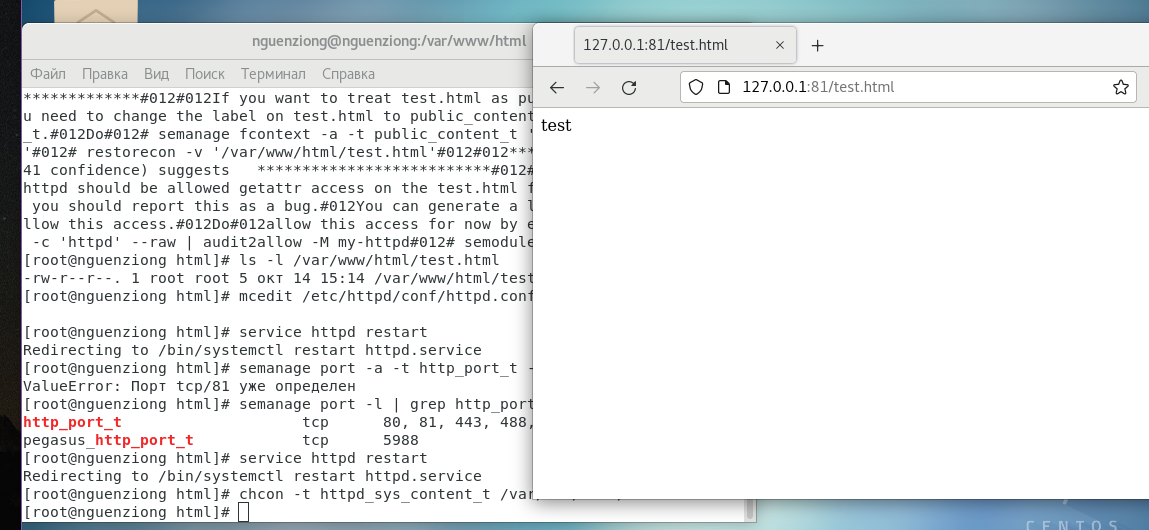 nguenziong@nguenziong:/var/www/html
Файл Правка Вид Поиск Терминал Справка
*************#012#012If you want to treat test.html as pu
u need to change the label on test.html to public_content
_t.#012Do#012# semanage fcontext -a -t public_content_t '
'#012# restorecon -v '/var/www/html/test.html'#012#012***
41 confidence) suggests   **************************#012#
httpd should be allowed getattr access on the test.html f
 you should report this as a bug.#012You can generate a l
llow this access.#012Do#012allow this access for now by e
 -c 'httpd' --raw | audit2allow -M my-httpd#012# semodule
[root@nguenziong html]# ls -l /var/www/html/test.html
-rw-r--r--. 1 root root 5 окт 14 15:14 /var/www/html/test
[root@nguenziong html]# mcedit /etc/httpd/conf/httpd.conf
[root@nguenziong html]# service httpd restart
Redirecting to /bin/systemctl restart httpd.service
[root@nguenziong html]# semanage port -a -t http_port_t -
ValueError: Порт tcp/81 уже определен
[root@nguenziong html]# semanage port -l | grep http_port
http_port_t                    tcp      80, 81, 443, 488,
pegasus_http_port_t            tcp      5988
[root@nguenziong html]# service httpd restart
Redirecting to /bin/systemctl restart httpd.service
[root@nguenziong html]# chcon -t httpd_sys_content_t /var
[root@nguenziong html]#
127.0.0.1:81/test.html
127.0.0.1:81/test.html
test
CENTOS